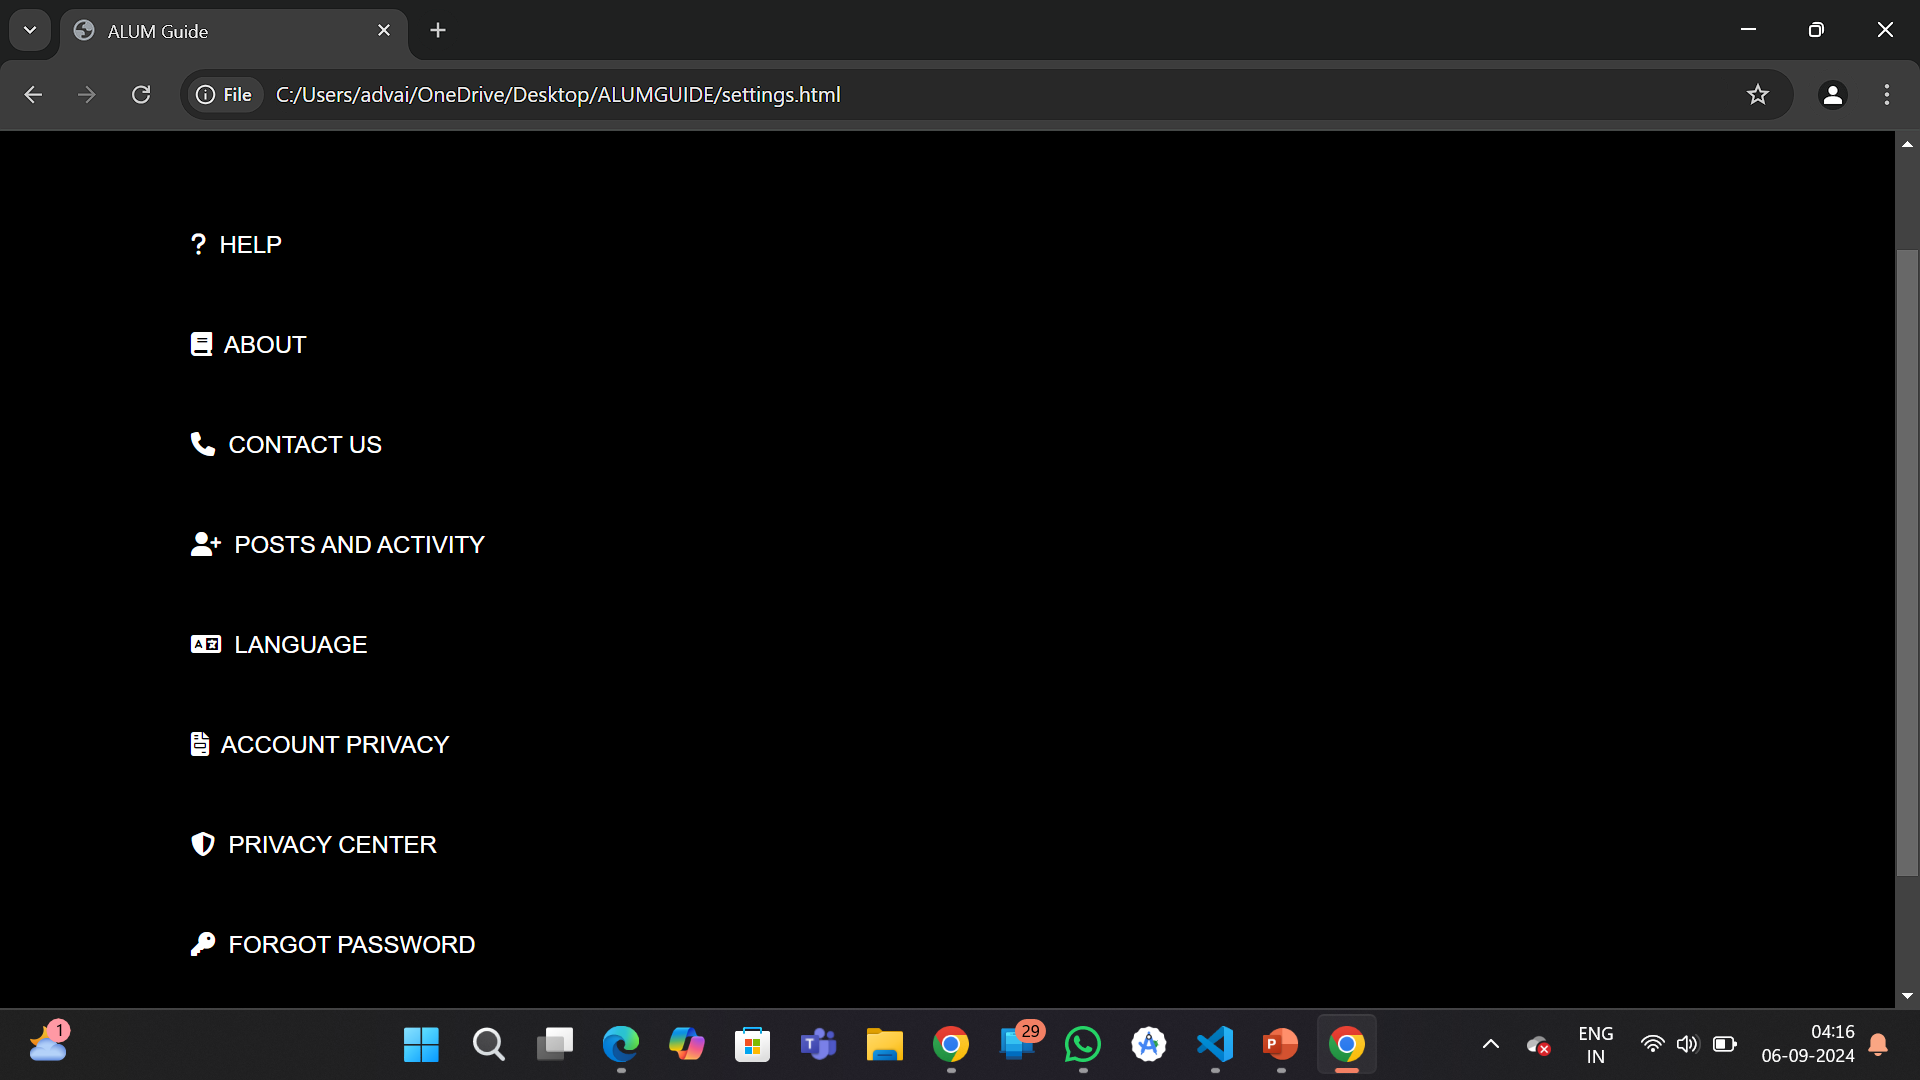 ALUM Guide
File C:/Users/advai/OneDrive/Desktop/ALUMGUIDE/settings.html
? HELP
ABOUT
CONTACT US
POSTS AND ACTIVITY
LANGUAGE
ACCOUNT PRIVACY
PRIVACY CENTER
FORGOT PASSWORD
1
29
ENG
IN
04:16
06-09-2024